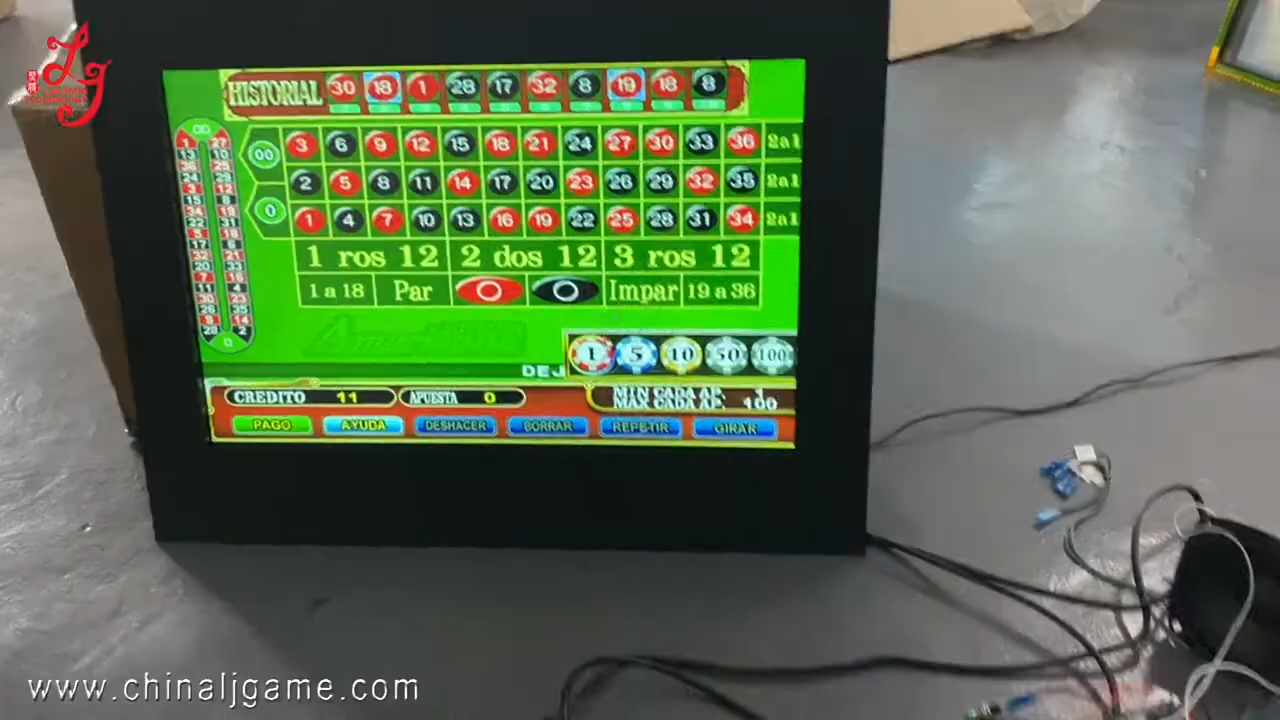 HISTORIAL 30 18 1 28 17 32 8 19 18 8
00 3 6 9 12 15 18 21 24 27 30 33 36 2a1
2 5 8 11 14 17 20 23 26 29 32 35 2a1
0 1 4 7 10 13 16 19 22 25 28 31 34 2a1
1 ros 12 2 dos 12 3 ros 12
1 a 18 Par Impar 19 a 36
1 5 10 50 100
DEJ
CREDITO 11 APUESTA 0 MIN CADA AP: 1
MAX CADA AP: 100
PAGO AYUDA DESHACER BORRAR REPETIR GIRAR
www.chinaljgame.com